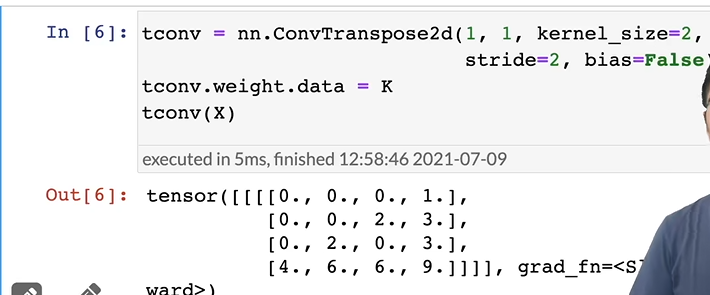 In [6]: tconv = nn.ConvTranspose2d(1, 1, kernel_size=2,
stride=2, bias=False)
tconv.weight.data = K
tconv(X)
executed in 5ms, finished 12:58:46 2021-07-09
Out[6]: tensor([[[[0., 0., 0., 1.],
[0., 0., 2., 3.],
[0., 2., 0., 3.],
[4., 6., 6., 9.]]]], grad_fn=<Sl
ward>)